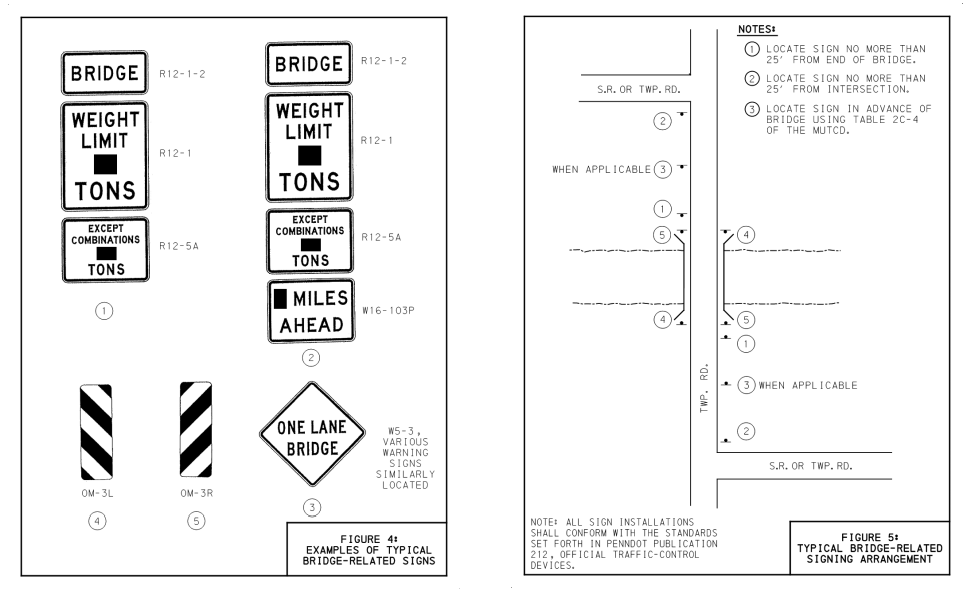 BRIDGE
R12-1-2
WEIGHT
LIMIT
TONS
R12-1
EXCEPT
COMBINATIONS
TONS
R12-5A
1
BRIDGE
R12-1-2
WEIGHT
LIMIT
TONS
R12-1
EXCEPT
COMBINATIONS
TONS
R12-5A
MILES
AHEAD
W16-103P
2
OM-3L
4
OM-3R
5
ONE LANE
BRIDGE
W5-3,
VARIOUS
WARNING
SIGNS
SIMILARLY
LOCATED
3
FIGURE 4:
EXAMPLES OF TYPICAL
BRIDGE-RELATED SIGNS
NOTES:
1 LOCATE SIGN NO MORE THAN
25' FROM END OF BRIDGE.
2 LOCATE SIGN NO MORE THAN
25' FROM INTERSECTION.
3 LOCATE SIGN IN ADVANCE OF
BRIDGE USING TABLE 2C-4
OF THE MUTCD.
S.R. OR TWP. RD.
2
WHEN APPLICABLE 3
1
5
4
4
5
1
TWP. RD.
3 WHEN APPLICABLE
2
S.R. OR TWP. RD.
NOTE: ALL SIGN INSTALLATIONS
SHALL CONFORM WITH THE STANDARDS
SET FORTH IN PENNDOT PUBLICATION
212, OFFICIAL TRAFFIC-CONTROL
DEVICES.
FIGURE 5:
TYPICAL BRIDGE-RELATED
SIGNING ARRANGEMENT